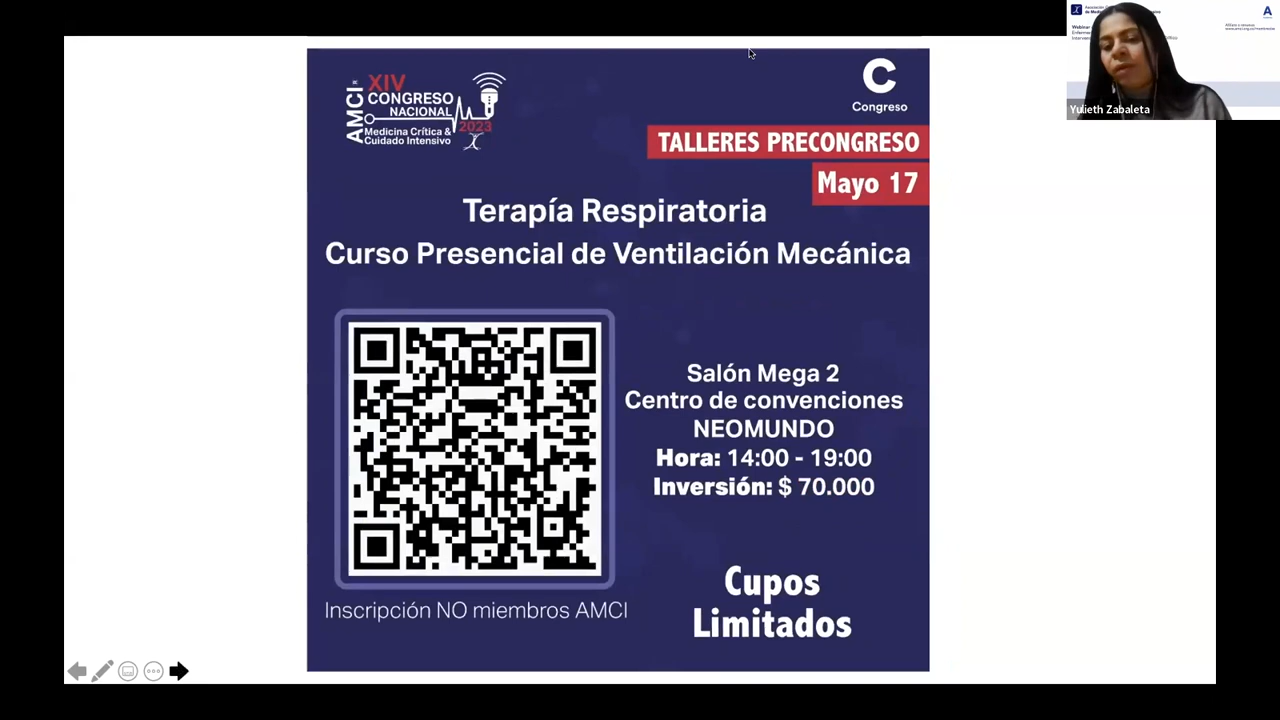 AMCI®
XIV
CONGRESO
NACIONAL
2023
Medicina Crítica &
Cuidado Intensivo
C
Congreso
TALLERES PRECONGRESO
Mayo 17
Terapía Respiratoria
Curso Presencial de Ventilación Mecánica
Salón Mega 2
Centro de convenciones
NEOMUNDO
Hora: 14:00 - 19:00
Inversión: $ 70.000
Inscripción NO miembros AMCI
Cupos
Limitados
Yulieth Zabaleta